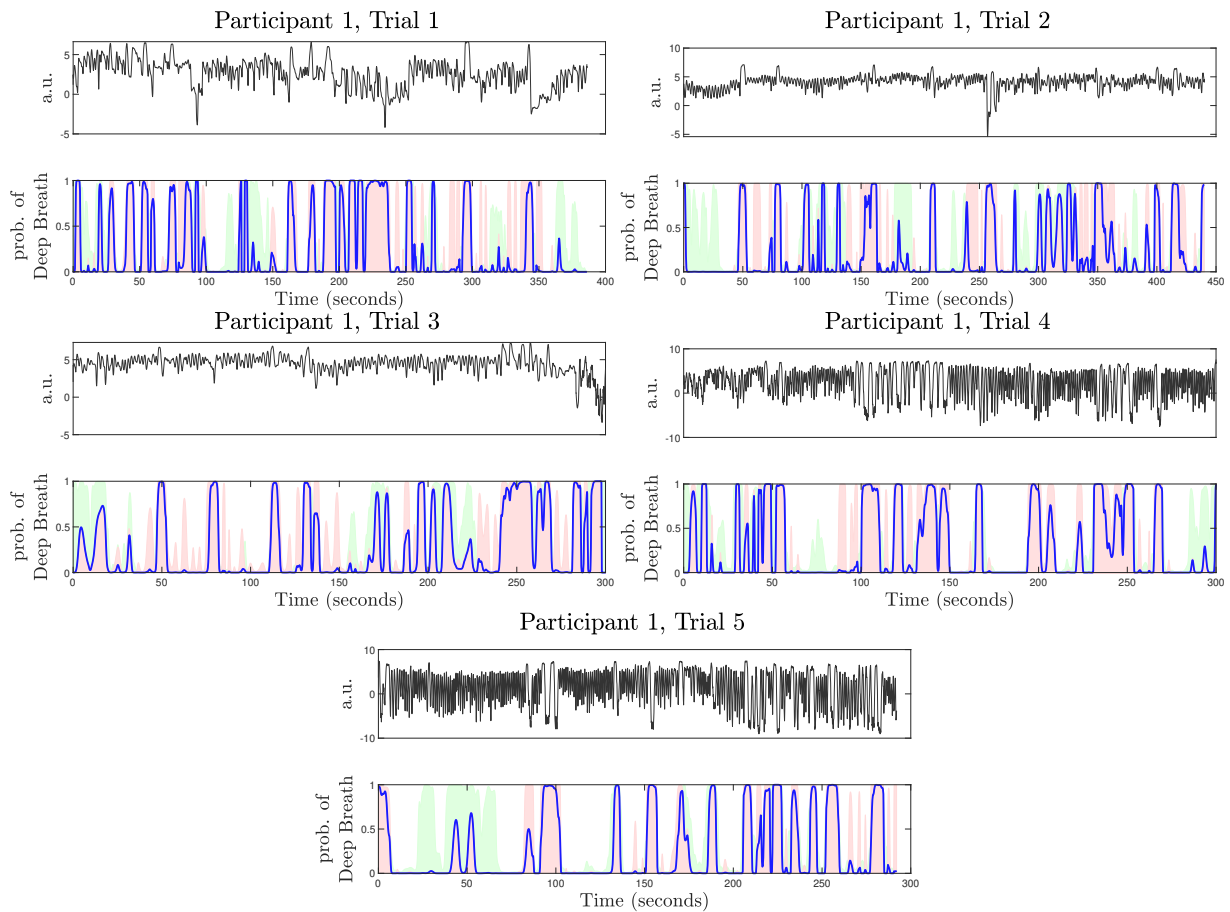 Participant 1, Trial 1
a.u.
5
0
-5
prob. of
Deep Breath
1
0.5
0
0 50 100 150 200 250 300 350 400
Time (seconds)
Participant 1, Trial 2
a.u.
10
5
0
-5
prob. of
Deep Breath
1
0.5
0
0 50 100 150 200 250 300 350 400 450
Time (seconds)
Participant 1, Trial 3
a.u.
5
0
-5
prob. of
Deep Breath
1
0.5
0
0 50 100 150 200 250 300
Time (seconds)
Participant 1, Trial 4
a.u.
10
0
-10
prob. of
Deep Breath
1
0.5
0
0 50 100 150 200 250 300
Time (seconds)
Participant 1, Trial 5
a.u.
10
0
-10
prob. of
Deep Breath
1
0.5
0
0 50 100 150 200 250 300
Time (seconds)